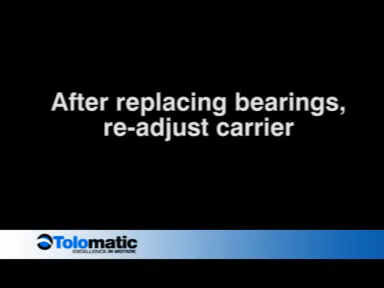 After replacing bearings,
re-adjust carrier
Tolomatic
EXCELLENCE IN MOTION